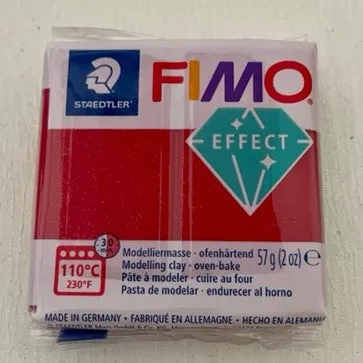 STAEDTLER
FIMO
EFFECT
30
110°C
230°F
Modelliermasse · ofenhärtend 57g (2 oz) ℮
Modelling clay · oven-bake
Pâte à modeler · cuire au four
Pasta de modelar · endurecer al horno
MADE IN GERMANY · FABRIQUÉ EN ALLEMAGNE · HECHO EN ALEMANIA